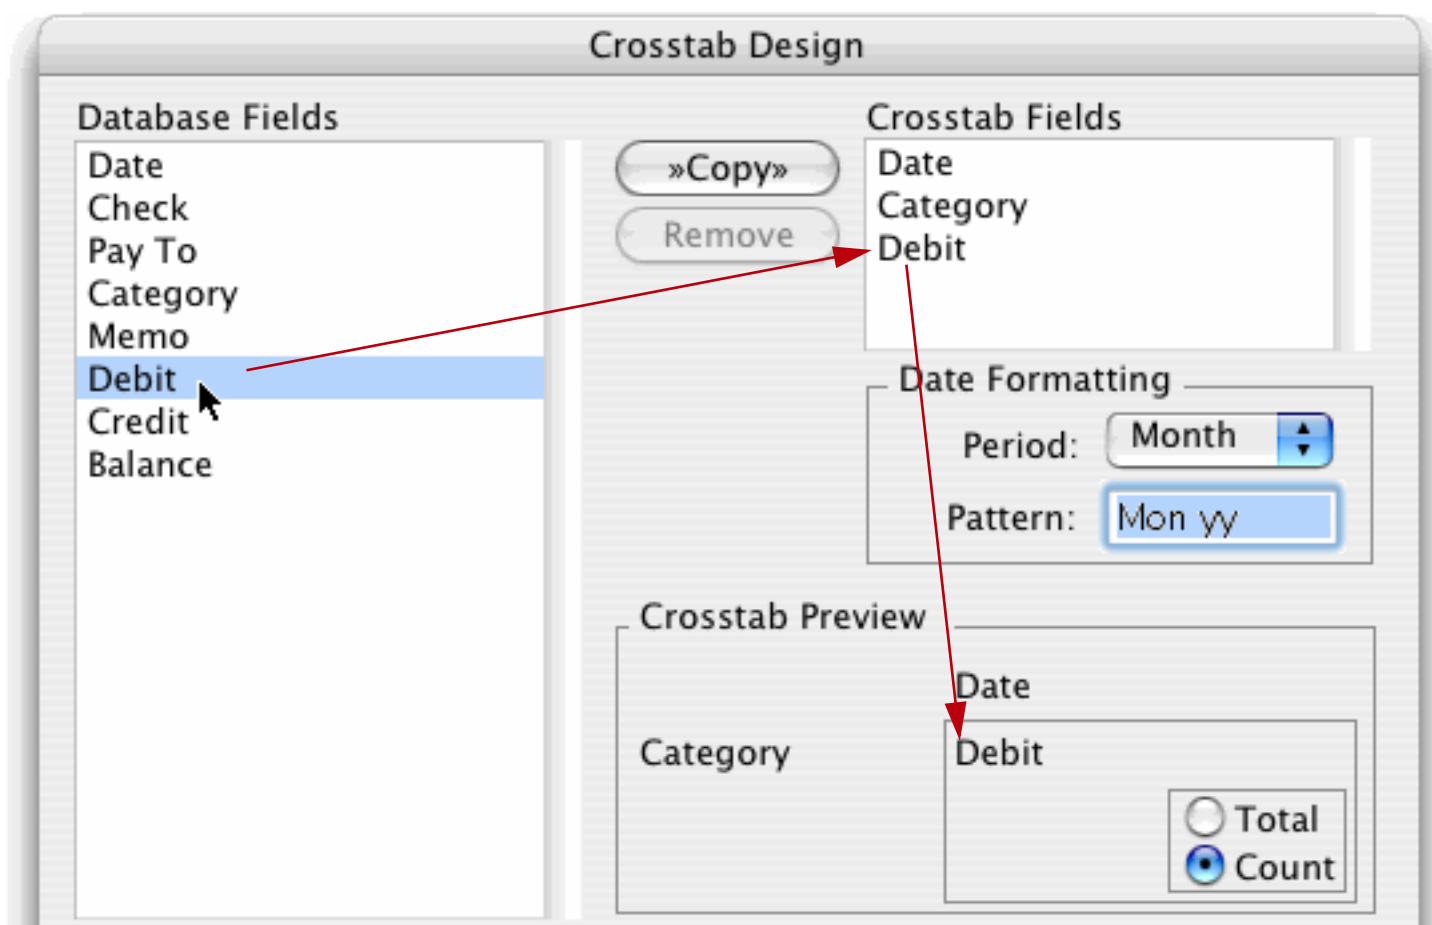 Crosstab Design
Database Fields
Date
Check
Pay To
Category
Memo
Debit
Credit
Balance
»Copy»
Remove
Crosstab Fields
Date
Category
Debit
Date Formatting
Period: Month
Pattern: Mon yy
Crosstab Preview
Date
Category Debit
Total
Count